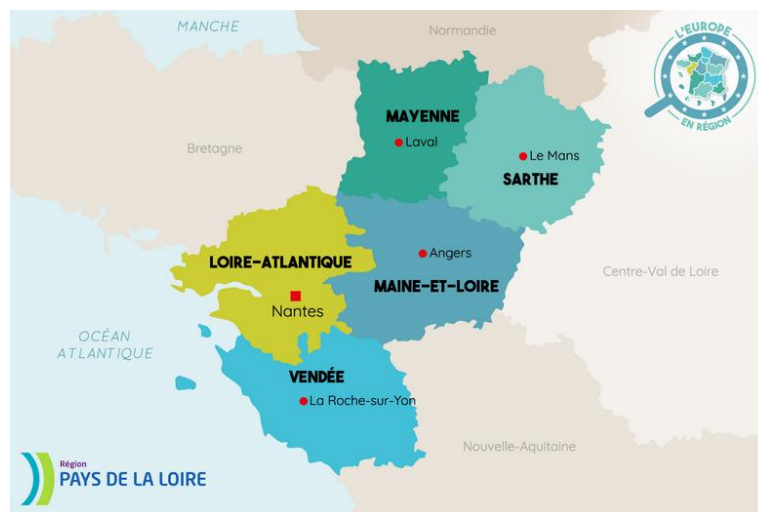 MANCHE
Normandie
L'EUROPE
EN RÉGION
MAYENNE
Laval
Bretagne
Le Mans
SARTHE
Angers
LOIRE-ATLANTIQUE
Centre-Val de Loire
MAINE-ET-LOIRE
Nantes
OCÉAN
ATLANTIQUE
VENDÉE
La Roche-sur-Yon
Nouvelle-Aquitaine
Région
PAYS DE LA LOIRE